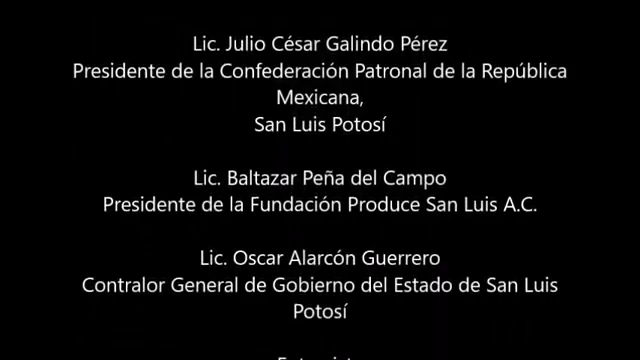 Lic. Julio César Galindo Pérez
Presidente de la Confederación Patronal de la República
Mexicana,
San Luis Potosí
Lic. Baltazar Peña del Campo
Presidente de la Fundación Produce San Luis A.C.
Lic. Oscar Alarcón Guerrero
Contralor General de Gobierno del Estado de San Luis
Potosí